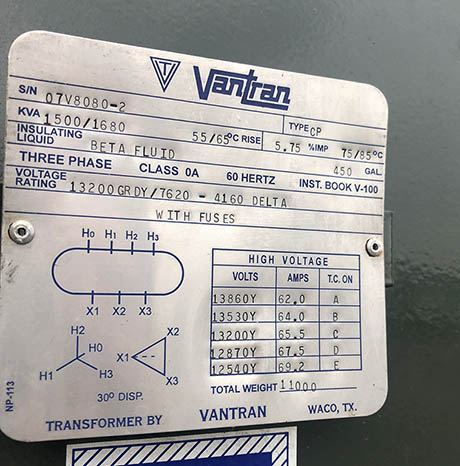 VT Vantran
S/N 07V8080-2
KVA 1500/1680 55/65°C RISE TYPE CP
INSULATING LIQUID BETA FLUID 5.75 %IMP 75/85°C
450 GAL.
THREE PHASE CLASS 0A 60 HERTZ INST. BOOK V-100
VOLTAGE RATING 13200GRDY/7620 - 4160 DELTA
WITH FUSES
H0 H1 H2 H3
X1 X2 X3
H2
H0
H1 H3
X2
X1
X3
30° DISP.
HIGH VOLTAGE
VOLTS AMPS T.C. ON
13860Y 62.0 A
13530Y 64.0 B
13200Y 65.5 C
12870Y 67.5 D
12540Y 69.2 E
TOTAL WEIGHT 11000
NP-113
TRANSFORMER BY VANTRAN WACO, TX.